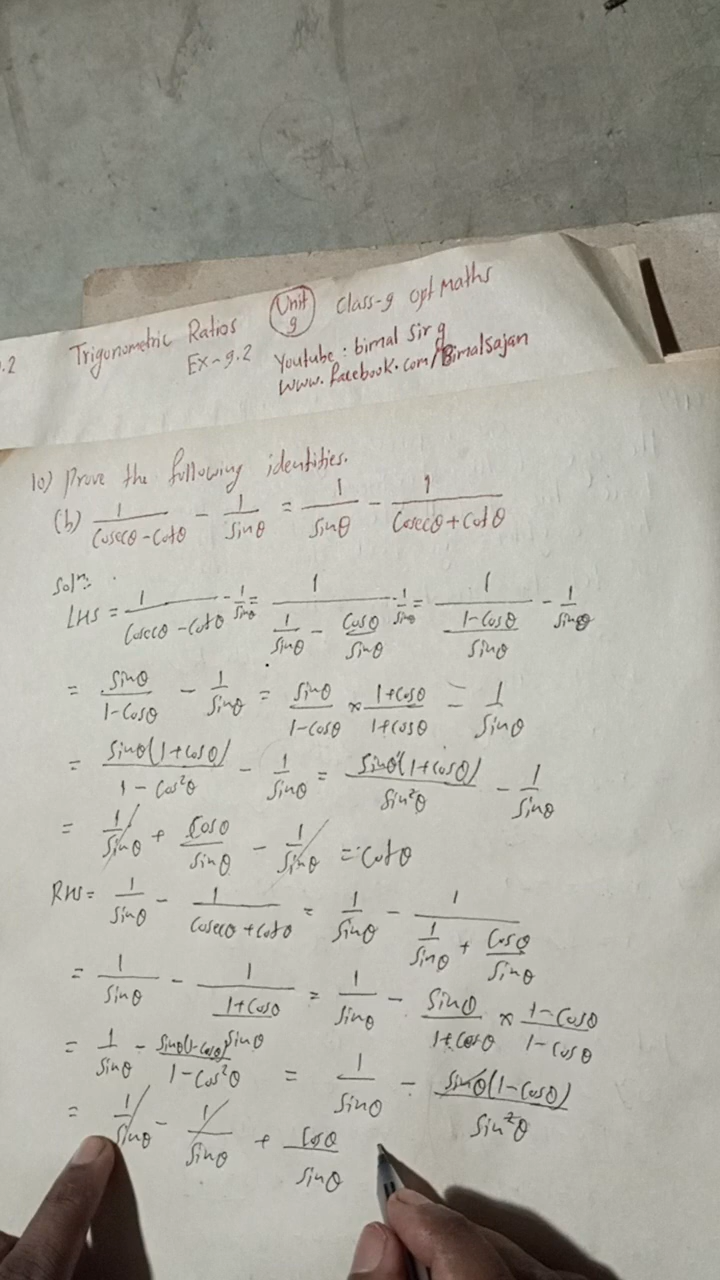 .2 Trigonometric Ratios Unit 9 Class-9 Opt Maths
Ex-9.2 Youtube: bimal Sir g
www.facebook.com/Bimalsajan
10) Prove the following identities.
(h) 1/(Cosecθ - Cotθ) - 1/Sinθ = 1/Sinθ - 1/(Cosecθ + Cotθ)
Soln:
LHS = 1/(Cosecθ - Cotθ) - 1/Sinθ = 1/(1/Sinθ - Cosθ/Sinθ) - 1/Sinθ = 1/((1-Cosθ)/Sinθ) - 1/Sinθ
= Sinθ/(1-Cosθ) - 1/Sinθ = Sinθ/(1-Cosθ) × (1+Cosθ)/(1+Cosθ) - 1/Sinθ
= Sinθ(1+Cosθ)/(1-Cos²θ) - 1/Sinθ = Sinθ(1+Cosθ)/Sin²θ - 1/Sinθ
= 1/Sinθ + Cosθ/Sinθ - 1/Sinθ = Cotθ
RHS = 1/Sinθ - 1/(Cosecθ + Cotθ) = 1/Sinθ - 1/(1/Sinθ + Cosθ/Sinθ)
= 1/Sinθ - 1/((1+Cosθ)/Sinθ) = 1/Sinθ - Sinθ/(1+Cosθ) × (1-Cosθ)/(1-Cosθ)
= 1/Sinθ - Sinθ(1-Cosθ)/(1-Cos²θ) = 1/Sinθ - Sinθ(1-Cosθ)/Sin²θ
= 1/Sinθ - 1/Sinθ + Cosθ/Sinθ